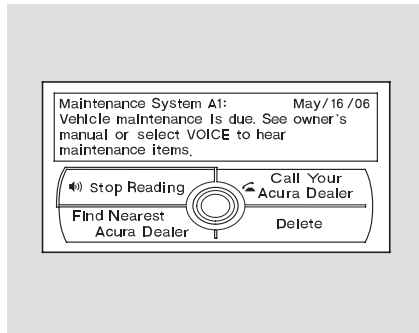 Maintenance System A1: May/16/06
Vehicle maintenance is due. See owner's
manual or select VOICE to hear
maintenance items.
Stop Reading
Call Your
Acura Dealer
Find Nearest
Acura Dealer
Delete